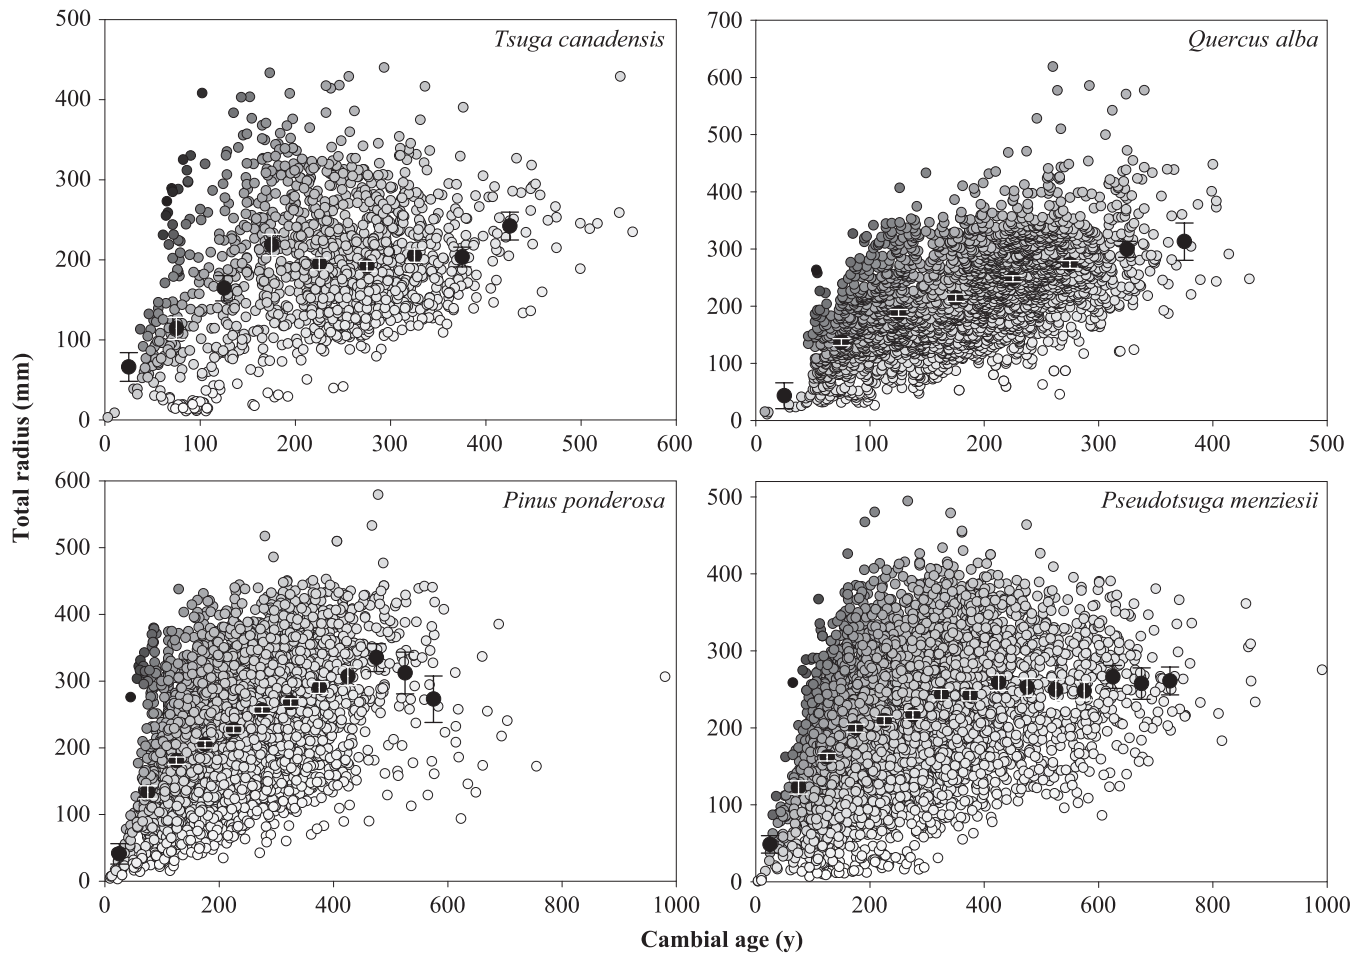 Tsuga canadensis
500
400
300
200
100
0
0 100 200 300 400 500 600
Quercus alba
700
600
500
400
300
200
100
0
0 100 200 300 400 500
Total radius (mm)
Pinus ponderosa
600
500
400
300
200
100
0
0 200 400 600 800 1000
Pseudotsuga menziesii
500
400
300
200
100
0
0 200 400 600 800 1000
Cambial age (y)